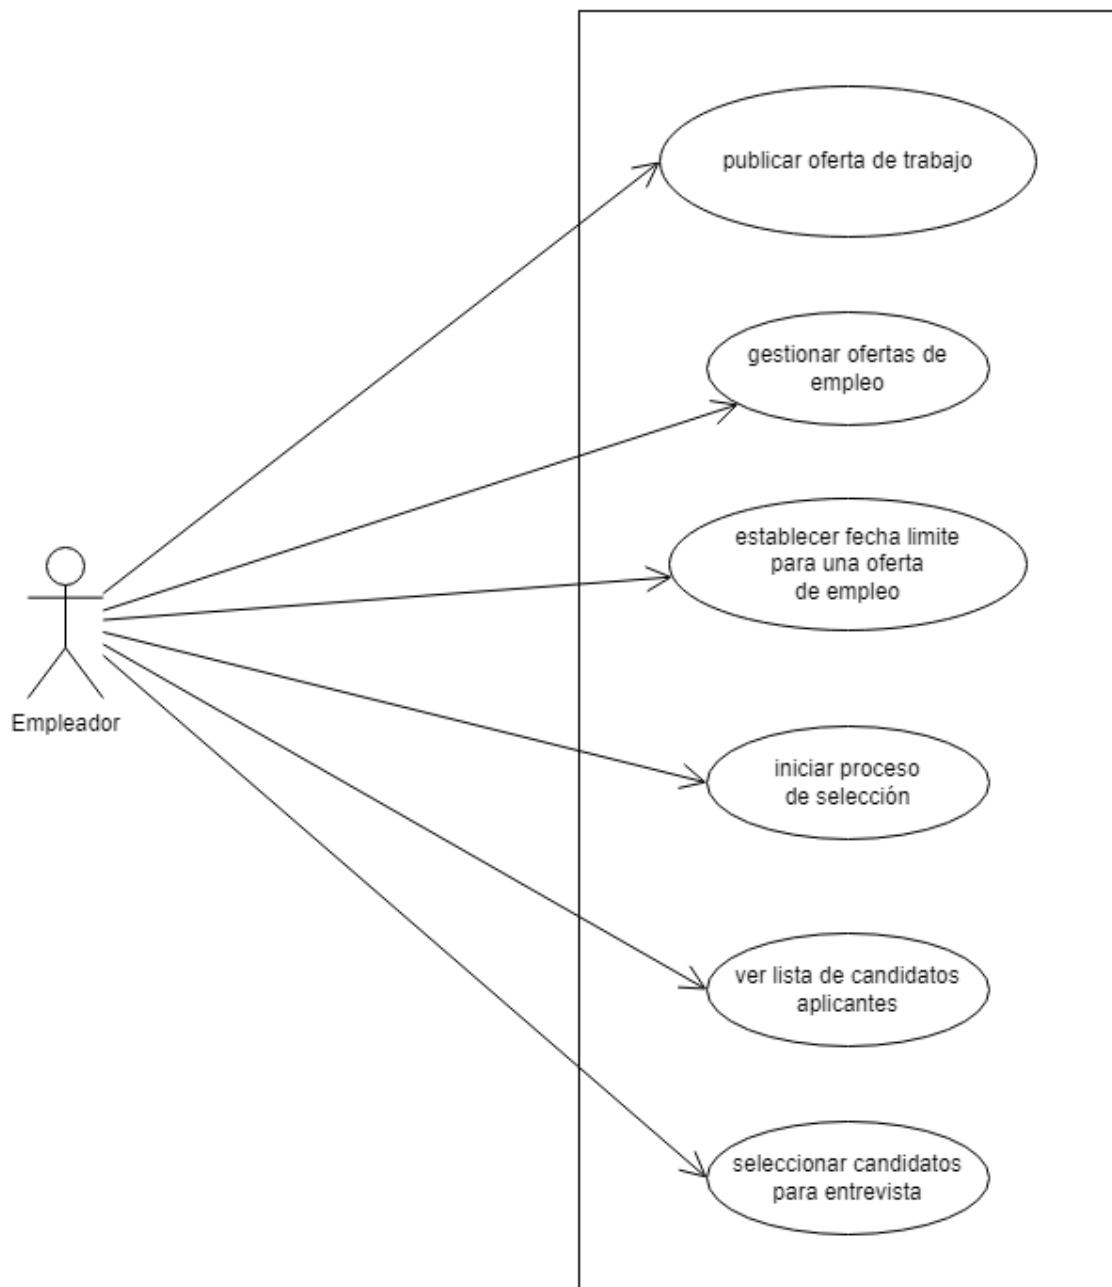 publicar oferta de trabajo
gestionar ofertas de
empleo
establecer fecha limite
para una oferta
de empleo
Empleador
iniciar proceso
de selección
ver lista de candidatos
aplicantes
seleccionar candidatos
para entrevista